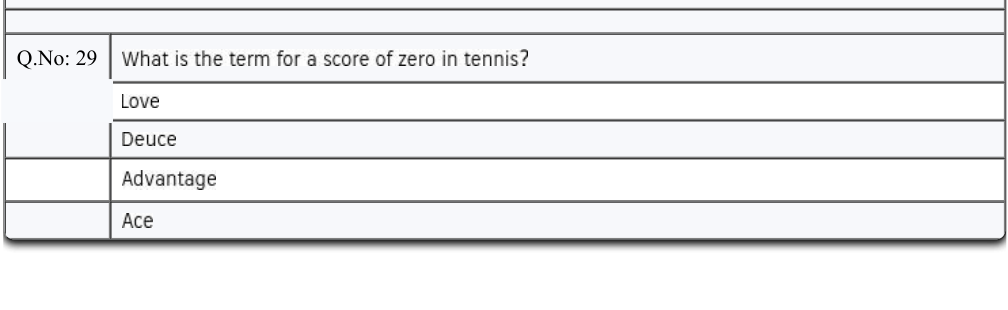 Q.No: 29 What is the term for a score of zero in tennis?
Love
Deuce
Advantage
Ace